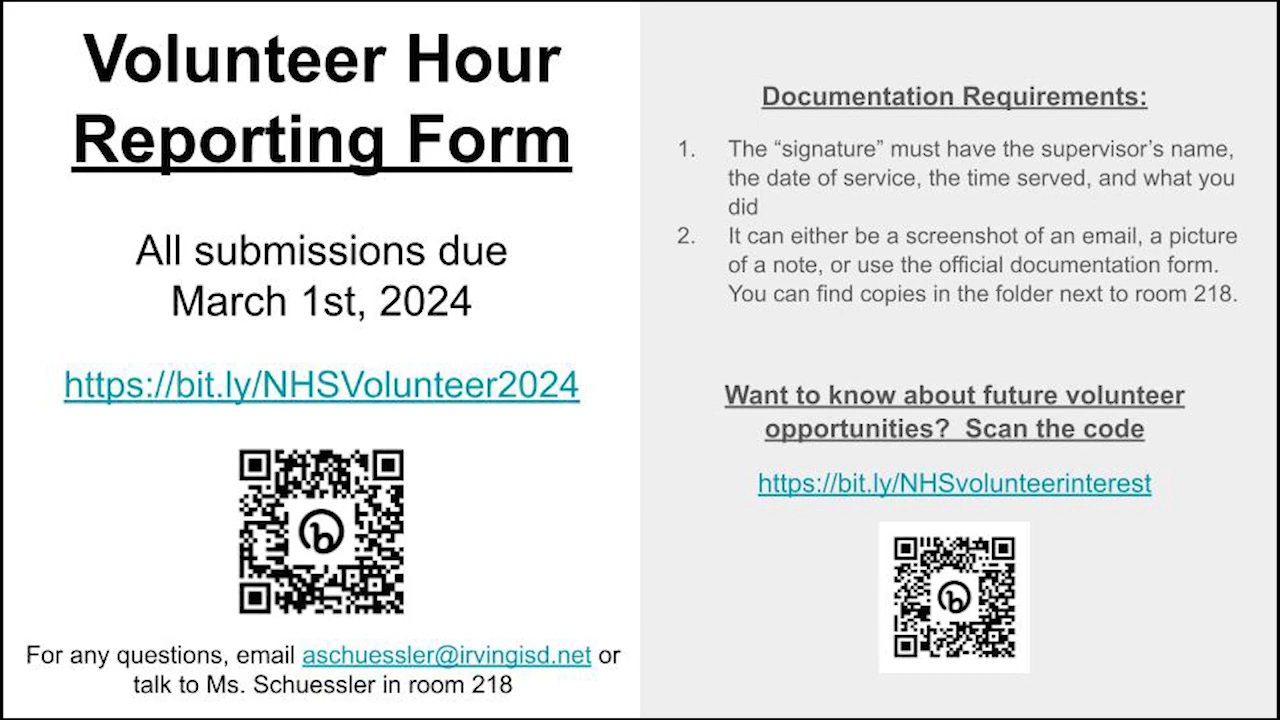 Volunteer Hour
Reporting Form
All submissions due
March 1st, 2024
https://bit.ly/NHSVolunteer2024
For any questions, email aschuessler@irvingisd.net or
talk to Ms. Schuessler in room 218
Documentation Requirements:
1. The “signature” must have the supervisor’s name,
the date of service, the time served, and what you
did
2. It can either be a screenshot of an email, a picture
of a note, or use the official documentation form.
You can find copies in the folder next to room 218.
Want to know about future volunteer
opportunities?  Scan the code
https://bit.ly/NHSvolunteerinterest